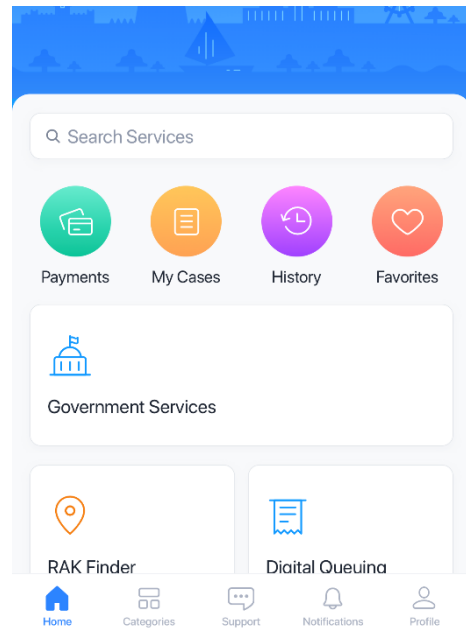 Search Services
Payments My Cases History Favorites
Government Services
RAK Finder Digital Queuing
Home Categories Support Notifications Profile